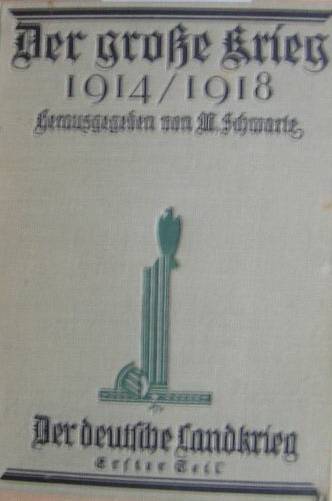 Der große Krieg
1914/1918
Herausgegeben von M. Schwarte
Der deutsche Landkrieg
Erster Teil